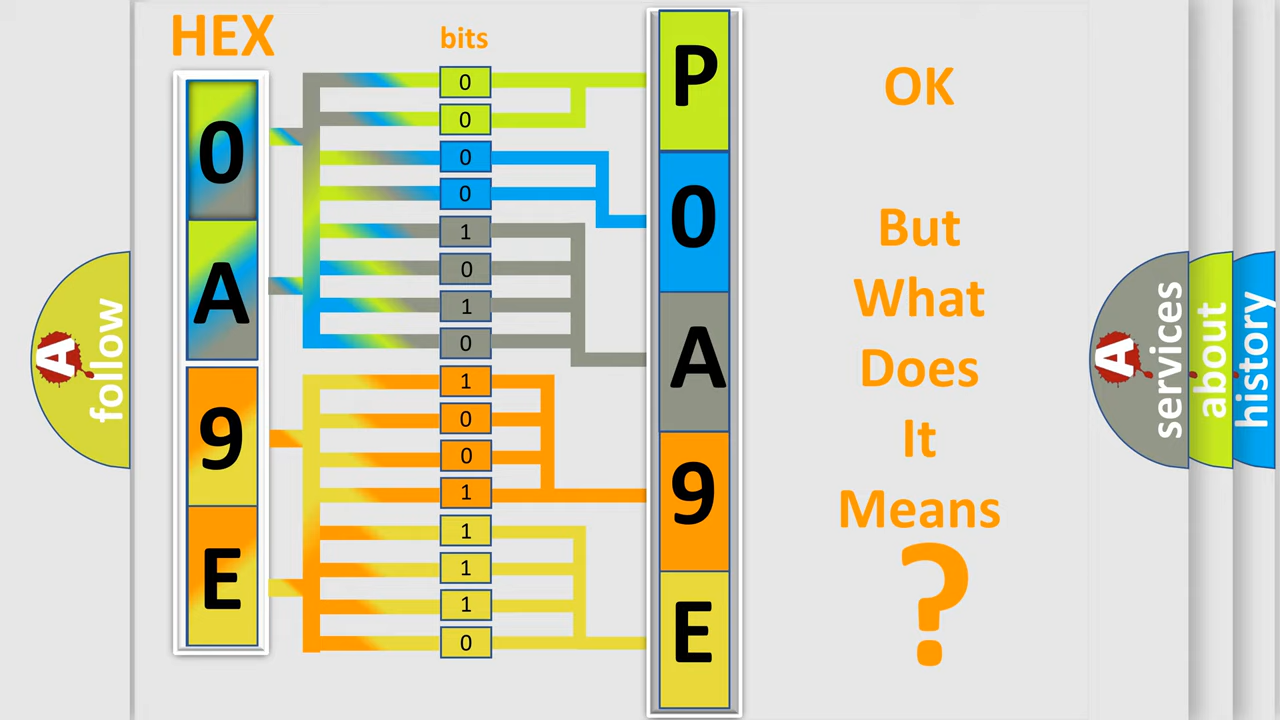 HEX
bits
0
A
9
E
0
0
0
0
1
0
1
0
1
0
0
1
1
1
1
0
P
0
A
9
E
OK
But
What
Does
It
Means
?
A
follow
A
services
about
history